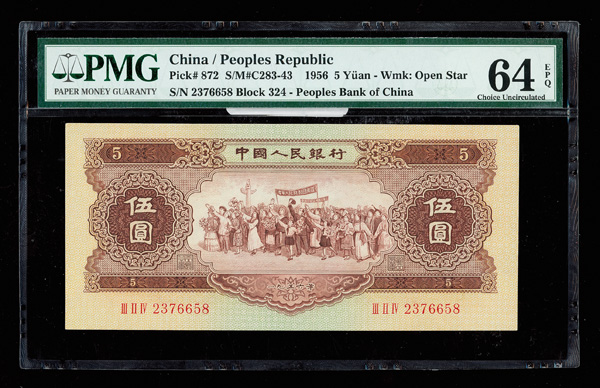 PMG
PAPER MONEY GUARANTY
China / Peoples Republic
Pick# 872 S/M#C283-43 1956 5 Yüan - Wmk: Open Star
S/N 2376658 Block 324 - Peoples Bank of China
64 EPQ
Choice Uncirculated
5 中國人民銀行 5
伍圓 伍圓
5 5
III II IV 2376658 III II IV 2376658